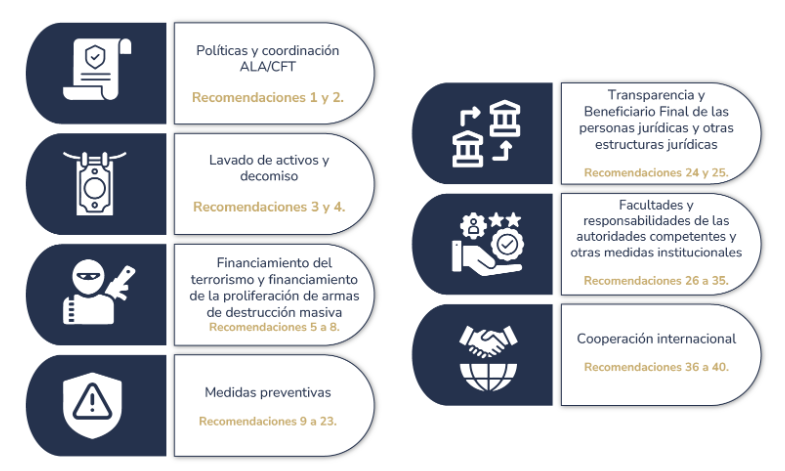 Políticas y coordinación
ALA/CFT
Recomendaciones 1 y 2.
Lavado de activos y
decomiso
Recomendaciones 3 y 4.
Financiamiento del
terrorismo y financiamiento
de la proliferación de armas
de destrucción masiva
Recomendaciones 5 a 8.
Medidas preventivas
Recomendaciones 9 a 23.
Transparencia y
Beneficiario Final de las
personas jurídicas y otras
estructuras jurídicas
Recomendaciones 24 y 25.
Facultades y
responsabilidades de las
autoridades competentes y
otras medidas institucionales
Recomendaciones 26 a 35.
Cooperación internacional
Recomendaciones 36 a 40.